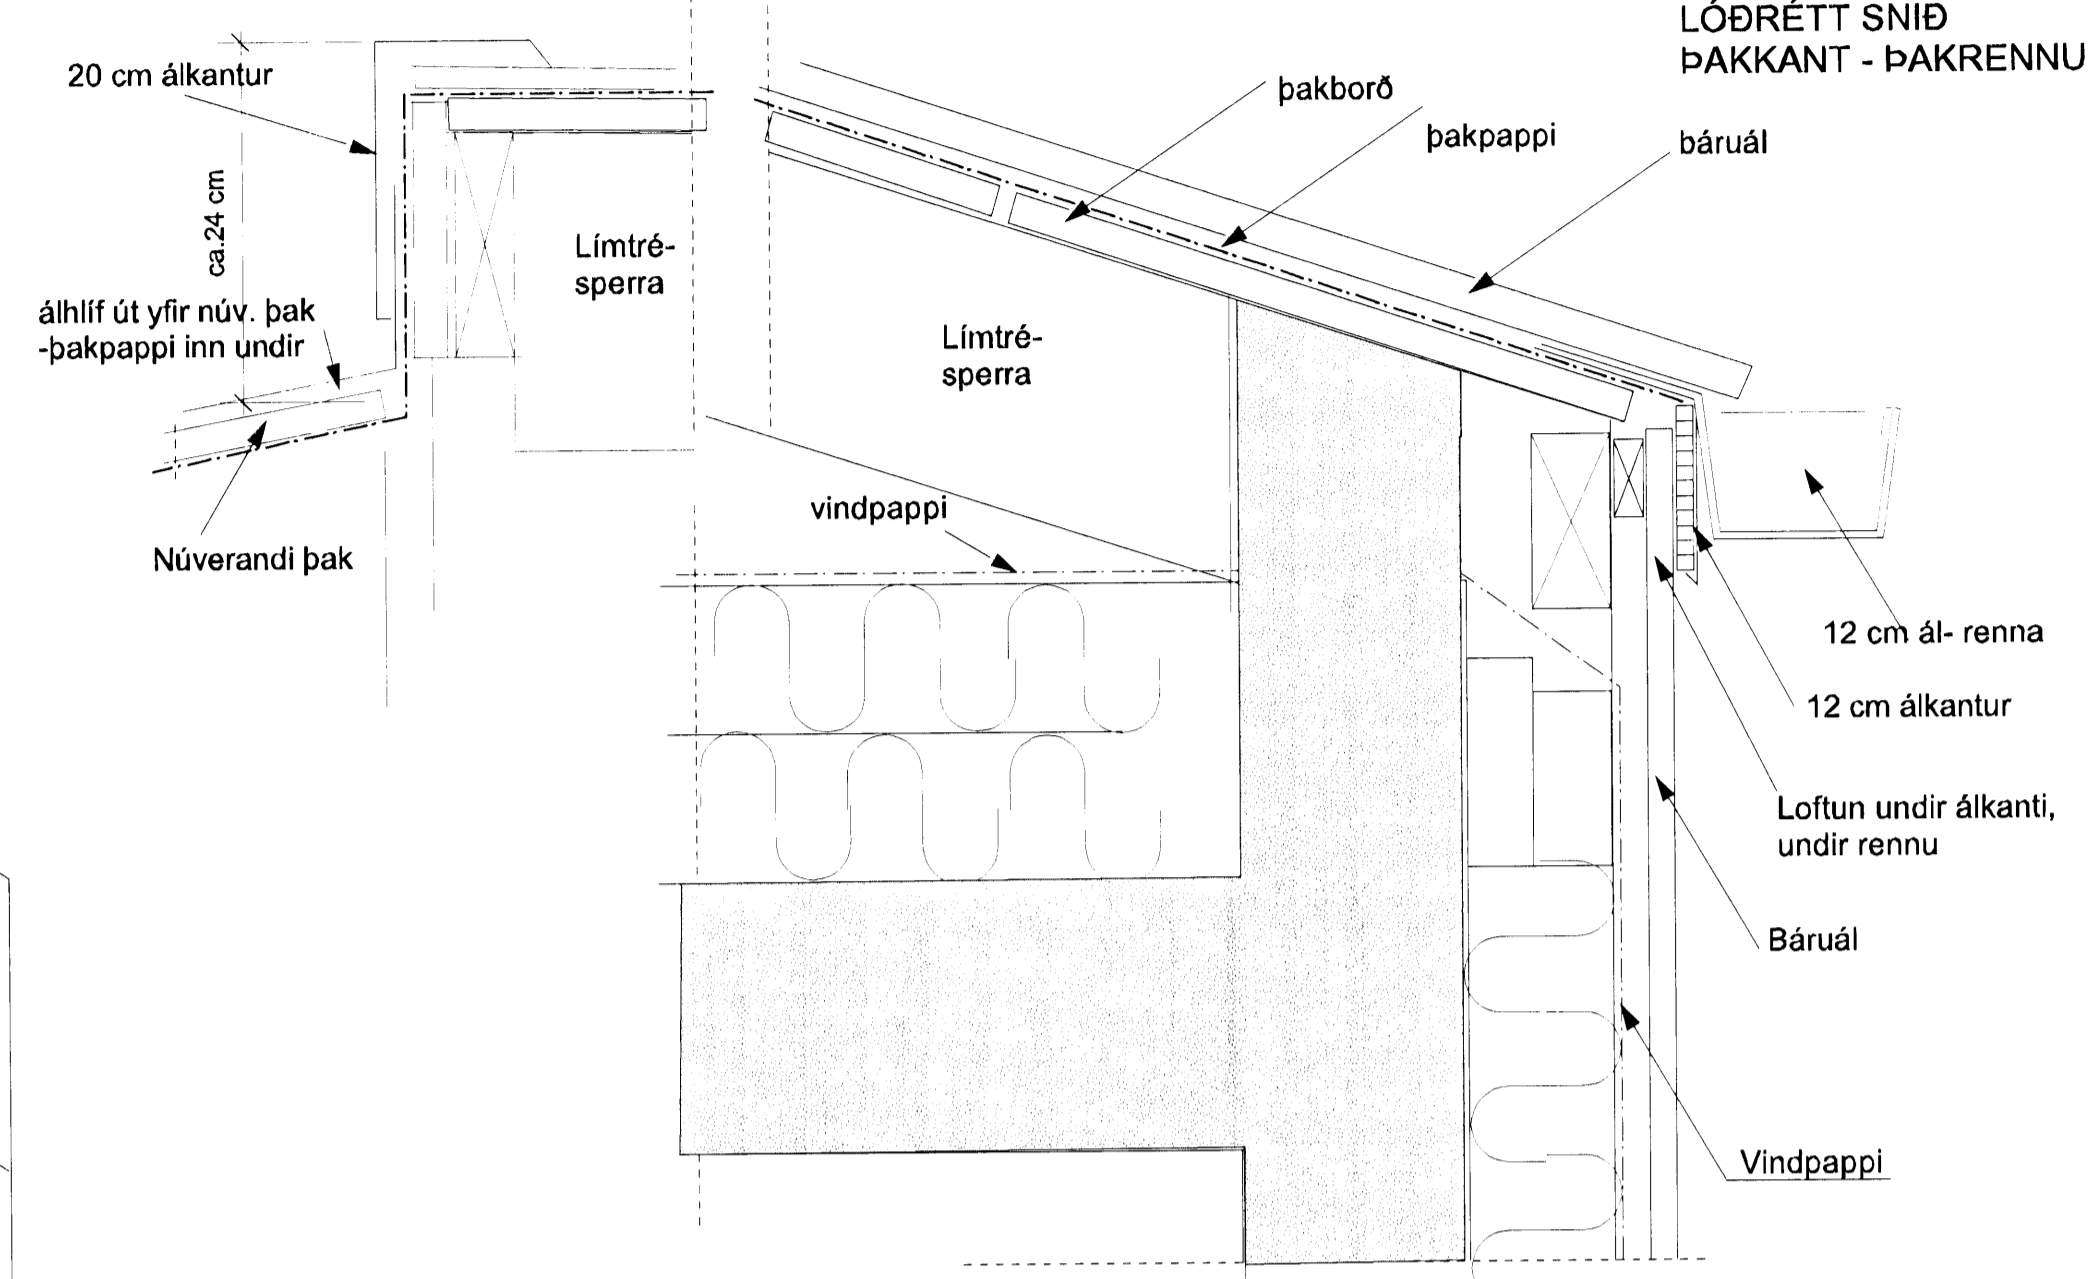 LÓÐRÉTT SNIÐ
ÞAKKANT - ÞAKRENNU
20 cm álkantur
þakborð
þakpappi
báruál
ca.24 cm
Límtré-
sperra
álhlíf út yfir núv. þak
-þakpappi inn undir
Límtré-
sperra
vindpappi
Núverandi þak
12 cm ál- renna
12 cm álkantur
Loftun undir álkanti,
undir rennu
Báruál
Vindpappi